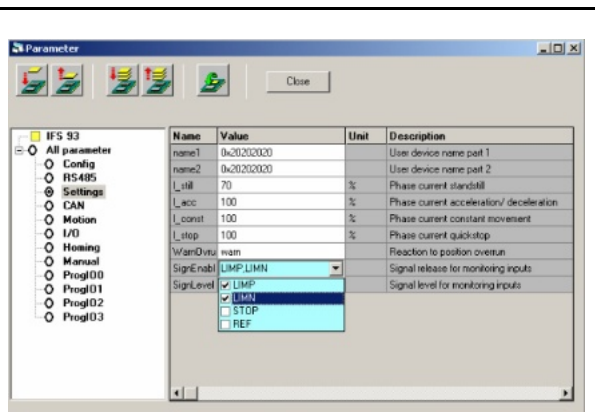 Parameter
Close
IFS 93
All parameter
Config
RS485
Settings
CAN
Motion
I/O
Homing
Manual
ProgIO0
ProgIO1
ProgIO2
ProgIO3
Name Value Unit Description
name1 0x20202020 User device name part 1
name2 0x20202020 User device name part 2
I_still 70 % Phase current standstill
I_acc 100 % Phase current acceleration/ deceleration
I_const 100 % Phase current constant movement
I_stop 100 % Phase current quickstop
WarnOvru warn Reaction to position overrun
SignEnabl LIMP,LIMN Signal release for monitoring inputs
SignLevel LIMP Signal level for monitoring inputs
LIMN
STOP
REF